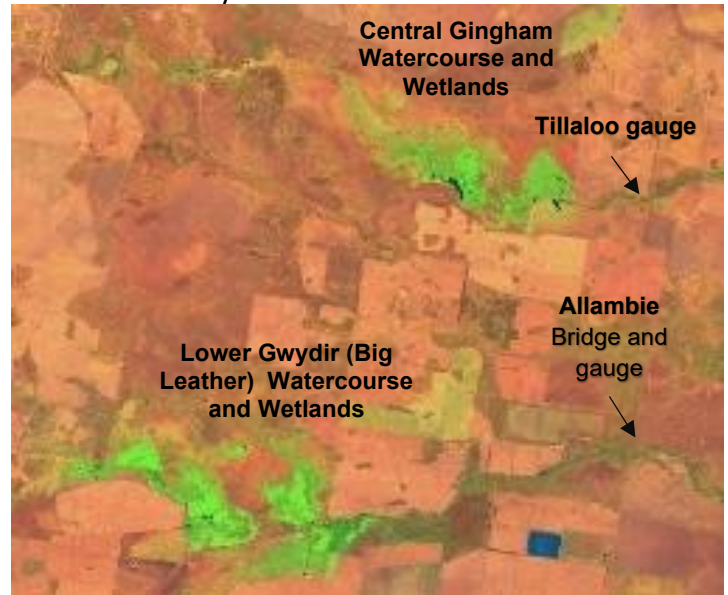 Central Gingham
Watercourse and
Wetlands
Tillaloo gauge
Allambie
Bridge and
gauge
Lower Gwydir (Big
Leather) Watercourse
and Wetlands